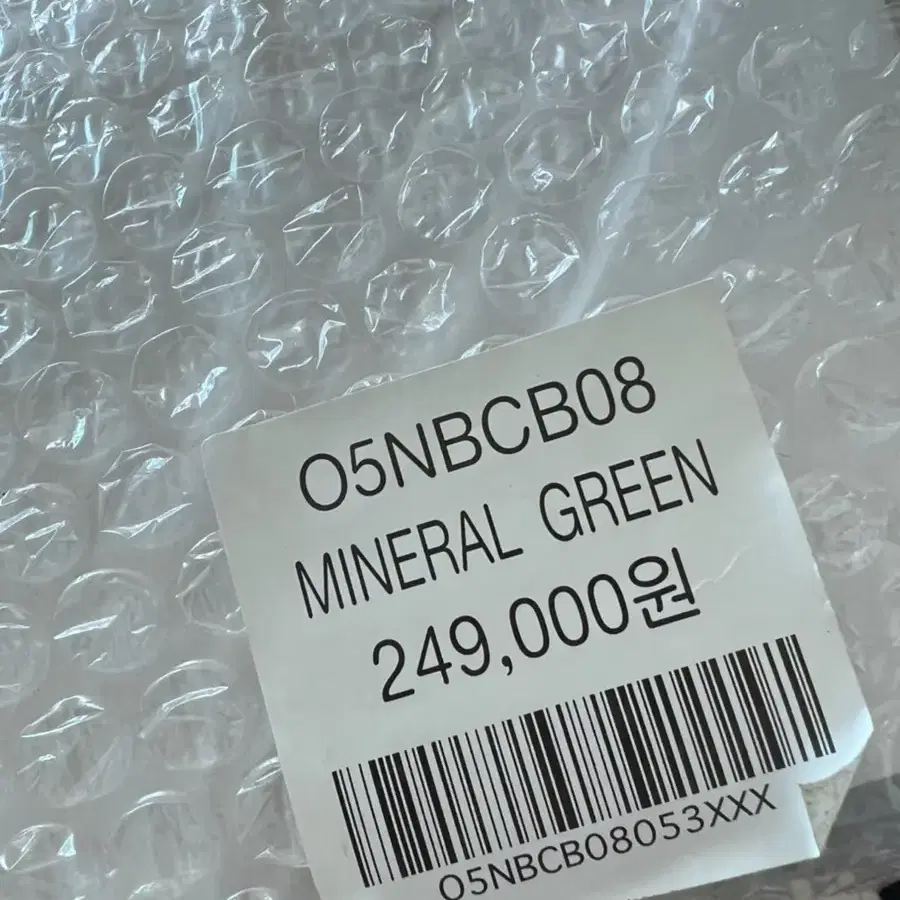 O5NBCB08
MINERAL GREEN
249,000원
O5NBCB08053XXX